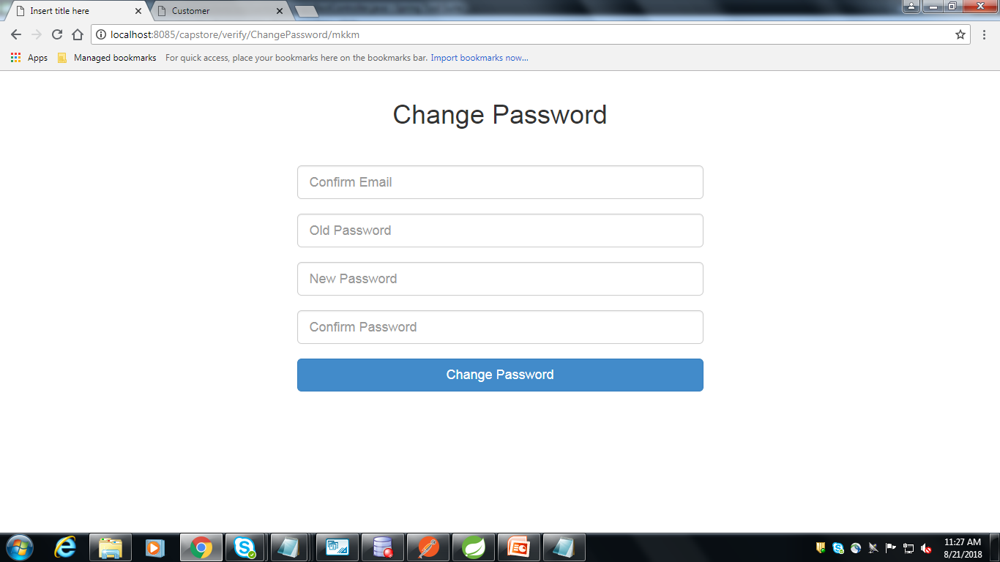 Insert title here
Customer
localhost:8085/capstore/verify/ChangePassword/mkkm
Apps
Managed bookmarks
For quick access, place your bookmarks here on the bookmarks bar. Import bookmarks now...
Change Password
Confirm Email
Old Password
New Password
Confirm Password
Change Password
11:27 AM
8/21/2018